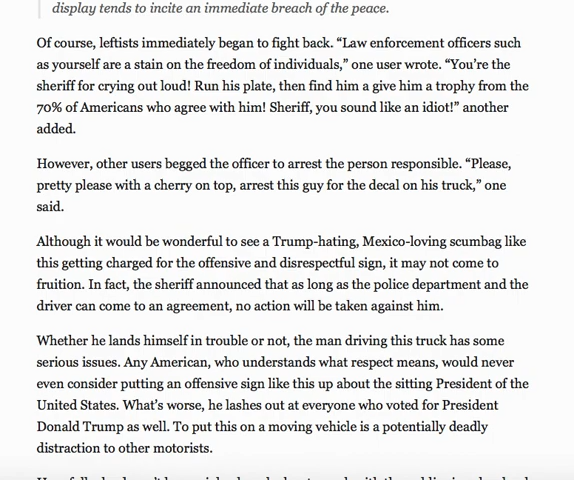 display tends to incite an immediate breach of the peace.
Of course, leftists immediately began to fight back. “Law enforcement officers such
as yourself are a stain on the freedom of individuals,” one user wrote. “You’re the
sheriff for crying out loud! Run his plate, then find him a give him a trophy from the
70% of Americans who agree with him! Sheriff, you sound like an idiot!” another
added.
However, other users begged the officer to arrest the person responsible. “Please,
pretty please with a cherry on top, arrest this guy for the decal on his truck,” one
said.
Although it would be wonderful to see a Trump-hating, Mexico-loving scumbag like
this getting charged for the offensive and disrespectful sign, it may not come to
fruition. In fact, the sheriff announced that as long as the police department and the
driver can come to an agreement, no action will be taken against him.
Whether he lands himself in trouble or not, the man driving this truck has some
serious issues. Any American, who understands what respect means, would never
even consider putting an offensive sign like this up about the sitting President of the
United States. What’s worse, he lashes out at everyone who voted for President
Donald Trump as well. To put this on a moving vehicle is a potentially deadly
distraction to other motorists.